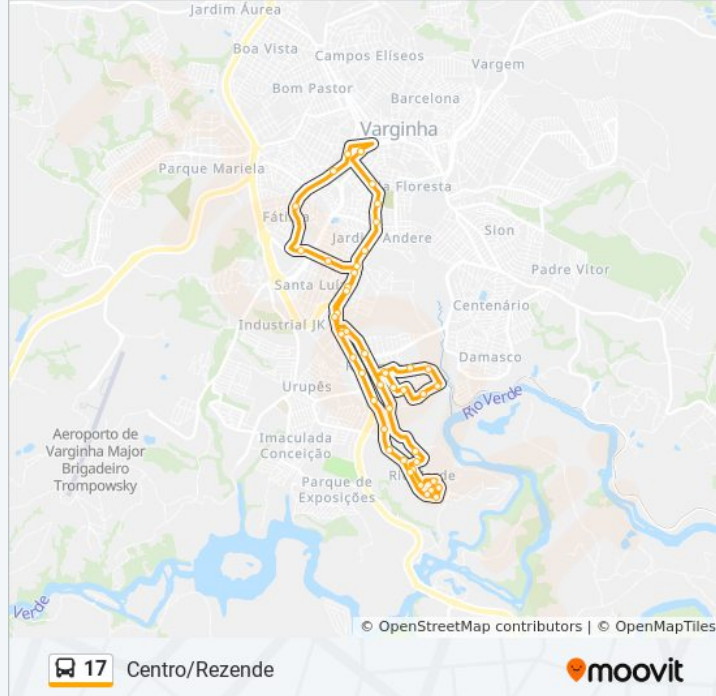 Jardim Áurea
Boa Vista
Campos Elíseos
Vargem
Bom Pastor
Barcelona
Varginha
Parque Mariela
Floresta
Fátima
Sion
Jardim Andere
Padre Vitor
Santa Luíza
Centenário
Industrial JK
Damasco
Urupês
Rio Verde
Aeroporto de
Varginha Major
Brigadeiro
Trompowsky
Imaculada
Conceição
Parque de
Exposições
Verde
© OpenStreetMap contributors | © OpenMapTiles
17 Centro/Rezende
moovit